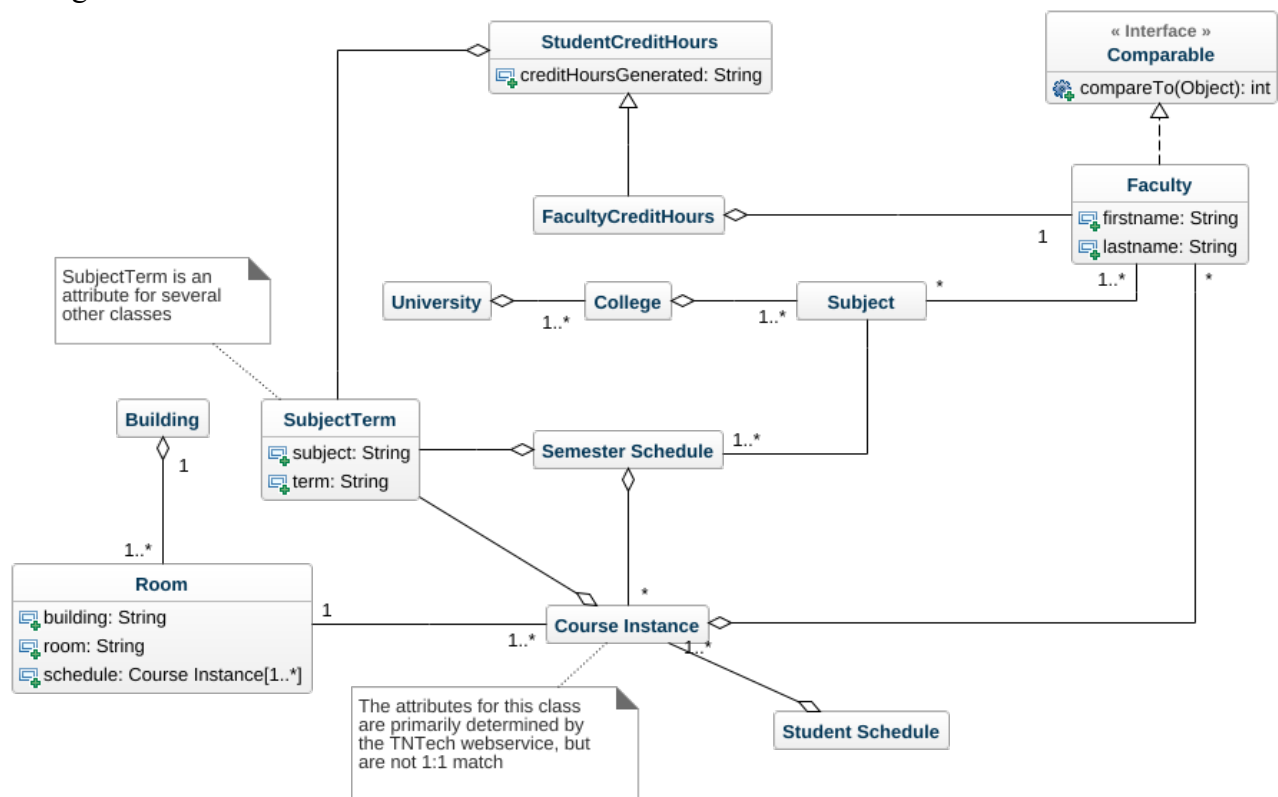 StudentCreditHours
creditHoursGenerated: String
« Interface »
Comparable
compareTo(Object): int
Faculty
firstname: String
lastname: String
FacultyCreditHours
1
1..*
*
SubjectTerm is an
attribute for several
other classes
University
1..*
College
1..*
Subject
*
Building
1
SubjectTerm
subject: String
term: String
Semester Schedule
1..*
1..*
Room
building: String
room: String
schedule: Course Instance[1..*]
1
1..*
*
Course Instance
1..*
The attributes for this class
are primarily determined by
the TNTech webservice, but
are not 1:1 match
Student Schedule